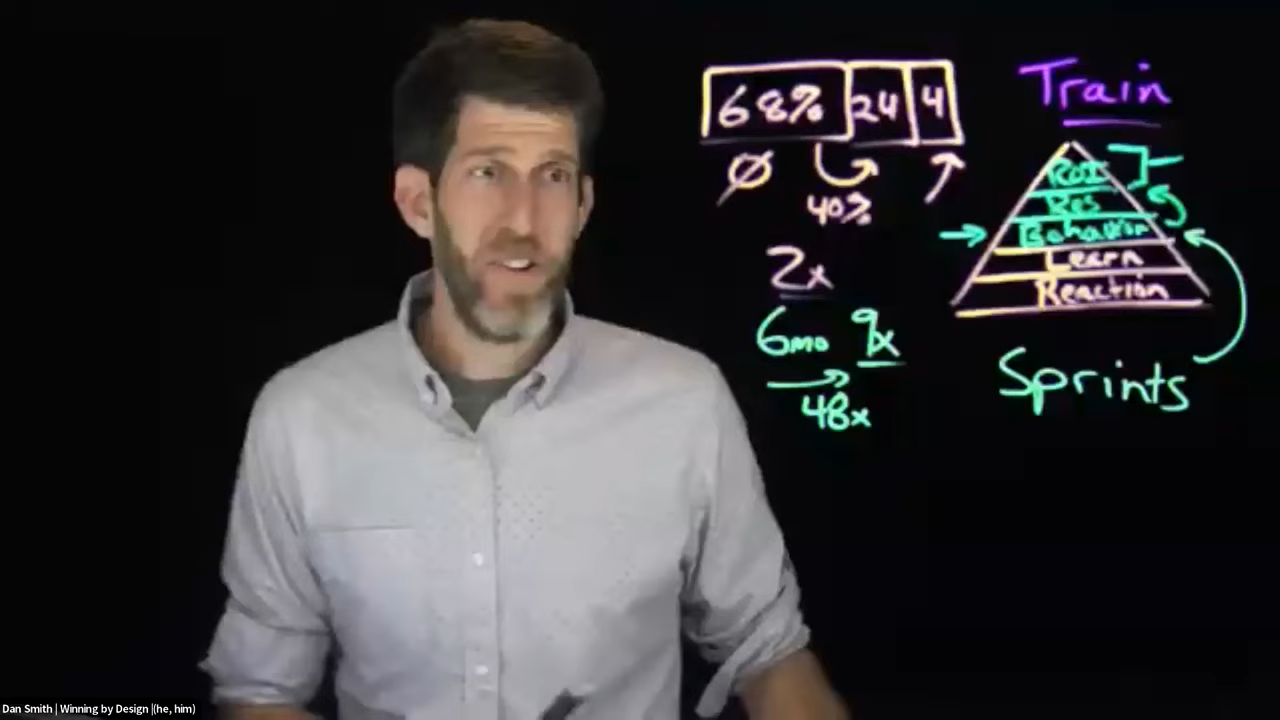 68% 24 4
Ø
40%
2x
6mo 9x
48x
Train
ROI
Res
Behavior
Learn
Reaction
Sprints
Dan Smith | Winning by Design |(he, him)